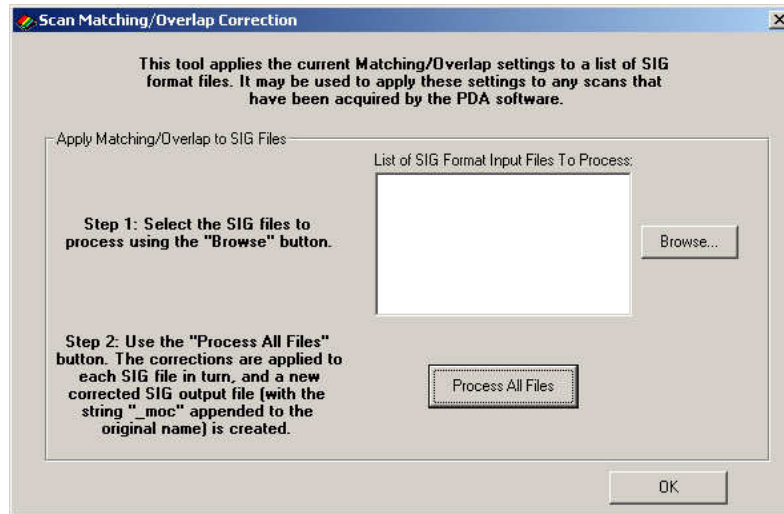 Scan Matching/Overlap Correction
This tool applies the current Matching/Overlap settings to a list of SIG
format files. It may be used to apply these settings to any scans that
have been acquired by the PDA software.
Apply Matching/Overlap to SIG Files
List of SIG Format Input Files To Process:
Step 1: Select the SIG files to
process using the "Browse" button.
Browse...
Step 2: Use the "Process All Files"
button. The corrections are applied to
each SIG file in turn, and a new
corrected SIG output file (with the
string "_moc" appended to the
original name) is created.
Process All Files
OK